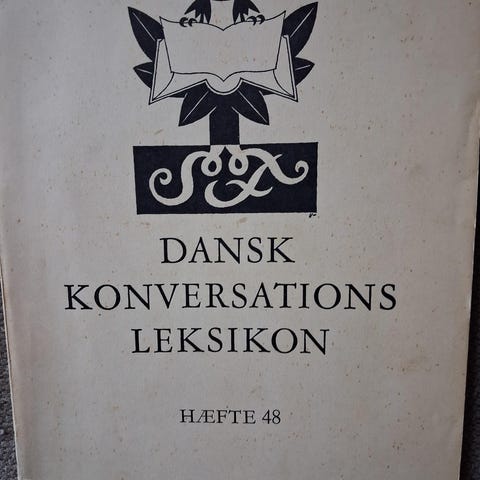 DANSK
KONVERSATIONS
LEKSIKON
HÆFTE 48